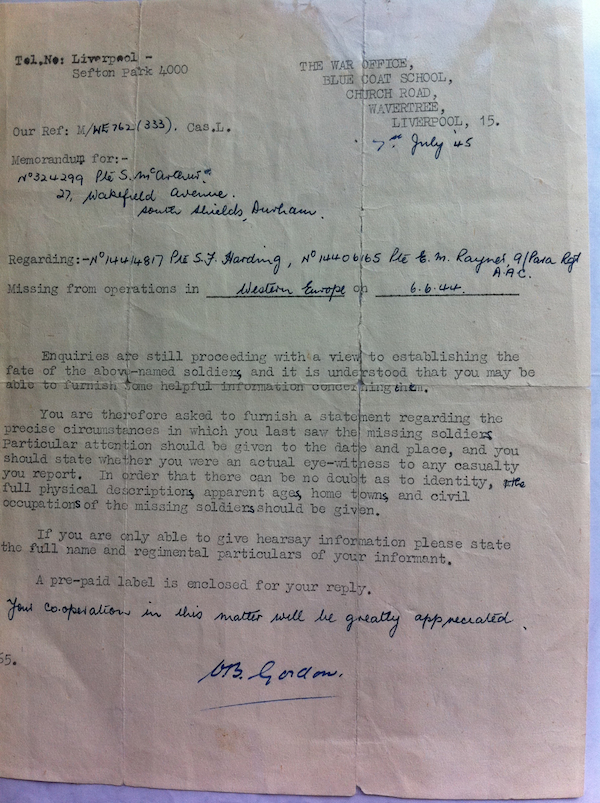 Tel.No: Liverpool -
Sefton Park 4000
THE WAR OFFICE,
BLUE COAT SCHOOL,
CHURCH ROAD,
WAVERTREE,
LIVERPOOL, 15.
July '45
Our Ref: M/WE762(333). Cas.L.
Memorandum for:-
No 324299 Pte S. McArthur
27, Wakefield Avenue.
South Shields, Durham.
Regarding:-No 14414817 Pte S.J. Harding, No 14406165 Pte E.M. Rayner, 9/Para Rgt
A.A.C.
Missing from operations in Western Europe on 6.6.44.
Enquiries are still proceeding with a view to establishing the
fate of the above-named soldiers, and it is understood that you may be
able to furnish some helpful information concerning them.
You are therefore asked to furnish a statement regarding the
precise circumstances in which you last saw the missing soldiers.
Particular attention should be given to the date and place, and you
should state whether you were an actual eye-witness to any casualty
you report. In order that there can be no doubt as to identity, the
full physical descriptions, apparent ages, home towns, and civil
occupations of the missing soldiers should be given.
If you are only able to give hearsay information please state
the full name and regimental particulars of your informant.
A pre-paid label is enclosed for your reply.
Your co-operation in this matter will be greatly appreciated.
55.
O.B. Gordon.